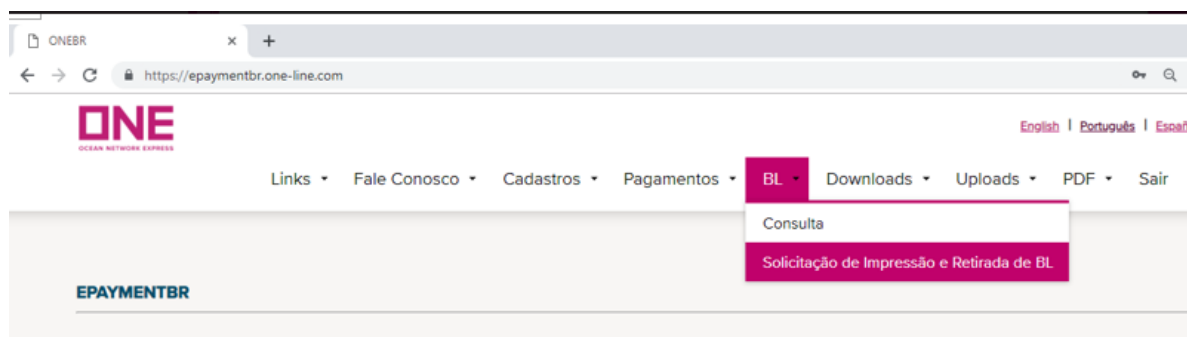 ONEBR
https://epaymentbr.one-line.com
ONE
OCEAN NETWORK EXPRESS
English | Português | Españ
Links Fale Conosco Cadastros Pagamentos BL Downloads Uploads PDF Sair
Consulta
Solicitação de Impressão e Retirada de BL
EPAYMENTBR